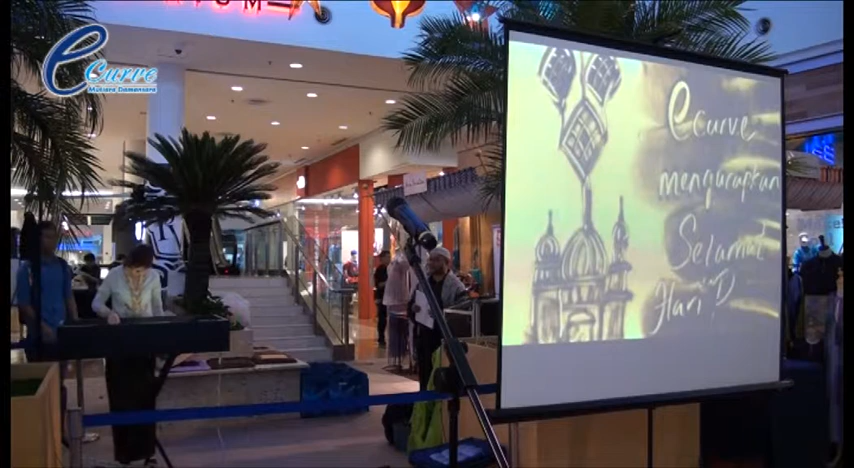 eCurve
Mutiara Damansara
eCurve
mengucapkan
Selamat
Hari